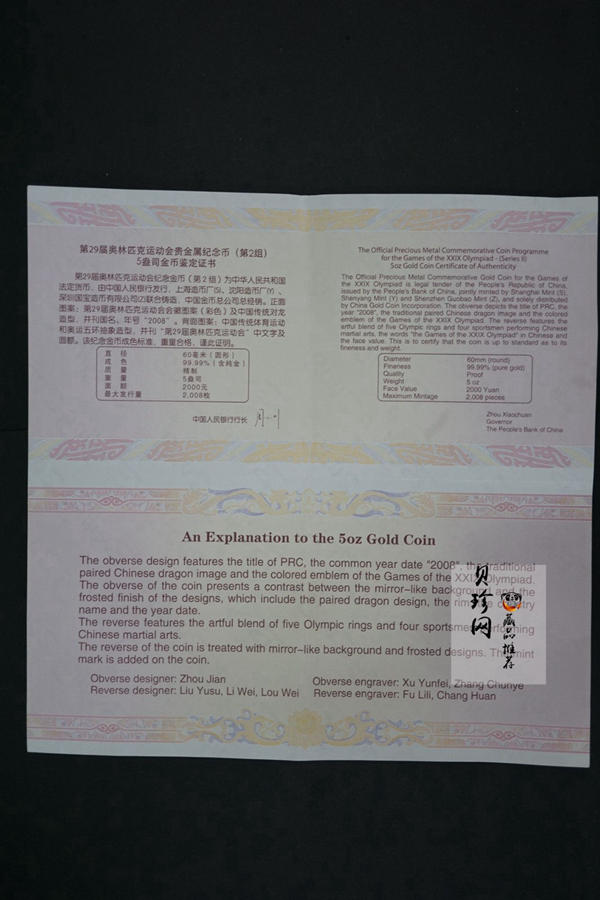 第29届奥林匹克运动会贵金属纪念币（第2组）
5盎司金币鉴定证书
第29届奥林匹克运动会纪念金币（第2组）为中华人民共和国
法定货币，由中国人民银行发行，上海造币厂(S)、沈阳造币厂(Y)、
深圳国宝造币有限公司(Z)联合铸造，中国金币总公司总经销。正面
图案：第29届奥林匹克运动会会徽图案（彩色）及中国传统对龙
造型，并刊国名、年号“2008”。背面图案：中国传统体育运动
和奥运五环抽象造型，并刊“第29届奥林匹克运动会”中文字及
面额。该纪念币成色标准、重量合格，谨此证明。
直 径 60毫米（圆形）
成 色 99.99%（含纯金）
质 量 精制
重 量 5盎司
面 额 2000元
最大发行量 2,008枚
中国人民银行行长
The Official Precious Metal Commemorative Coin Programme
for the Games of the XXIX Olympiad - (Series II)
5oz Gold Coin Certificate of Authenticity
The Official Precious Metal Commemorative Gold Coin for the Games of
the XXIX Olympiad is legal tender of the People's Republic of China,
issued by the People's Bank of China, jointly minted by Shanghai Mint (S),
Shenyang Mint (Y) and Shenzhen Guobao Mint (Z), and solely distributed
by China Gold Coin Incorporation. The obverse depicts the title of PRC, the
year "2008", the traditional paired Chinese dragon image and the colored
emblem of the Games of the XXIX Olympiad. The reverse features the
artful blend of five Olympic rings and four sportsmen performing Chinese
martial arts, the words "the Games of the XXIX Olympiad" in Chinese and
the face value. This is to certify that the coin is up to standard as to its
fineness and weight.
Diameter 60mm (round)
Fineness 99.99% (pure gold)
Quality Proof
Weight 5 oz
Face Value 2000 Yuan
Maximum Mintage 2,008 pieces
Zhou Xiaochuan
Governor
The People's Bank of China
An Explanation to the 5oz Gold Coin
The obverse design features the title of PRC, the common year date "2008", the traditional
paired Chinese dragon image and the colored emblem of the Games of the XXIX Olympiad.
The obverse of the coin presents a contrast between the mirror-like background and the
frosted finish of the designs, which include the paired dragon design, the rim, the country
name and the year date.
The reverse features the artful blend of five Olympic rings and four sportsmen performing
Chinese martial arts.
The reverse of the coin is treated with mirror-like background and frosted designs. The mint
mark is added on the coin.
Obverse designer: Zhou Jian Obverse engraver: Xu Yunfei, Zhang Chunye
Reverse designer: Liu Yusu, Li Wei, Lou Wei Reverse engraver: Fu Lili, Chang Huan
贝珍网
藏品推荐